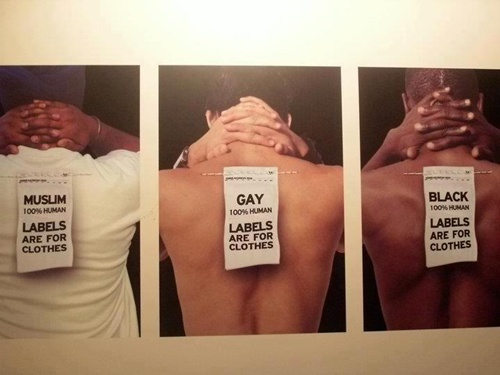 MUSLIM
100% HUMAN
LABELS
ARE FOR
CLOTHES
GAY
100% HUMAN
LABELS
ARE FOR
CLOTHES
BLACK
100% HUMAN
LABELS
ARE FOR
CLOTHES